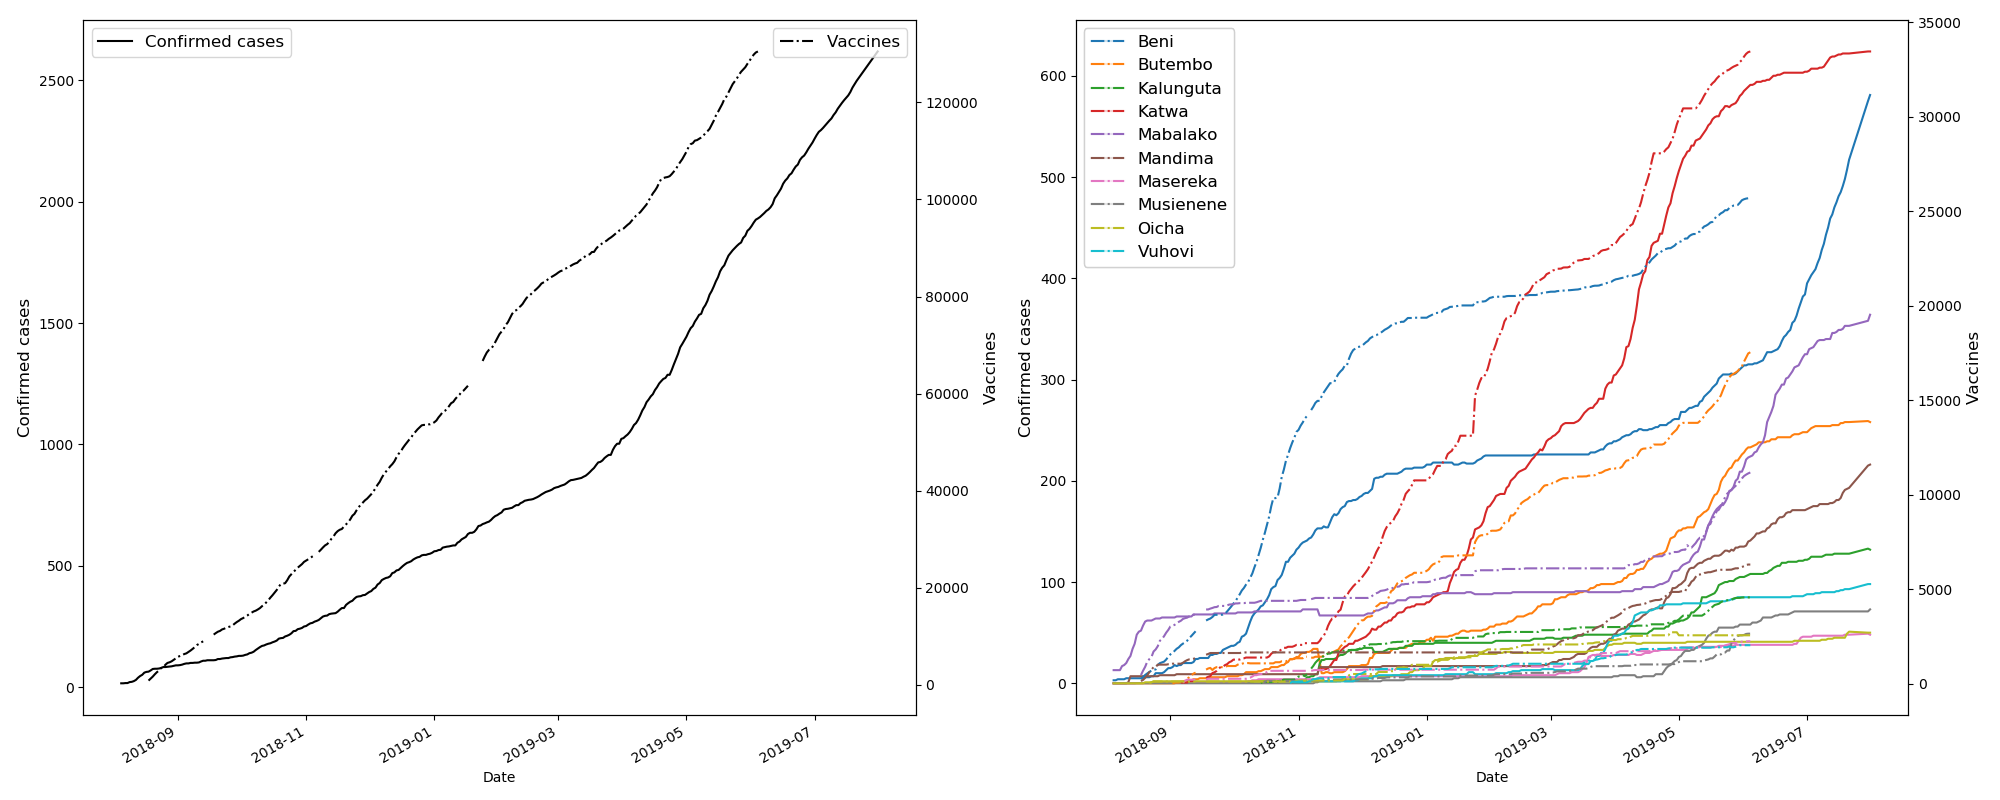 Confirmed cases
Vaccines
2500
2000
1500
1000
500
0
Confirmed cases
120000
100000
80000
60000
40000
20000
0
Vaccines
2018-09
2018-11
2019-01
2019-03
2019-05
2019-07
Date
Beni
Butembo
Kalunguta
Katwa
Mabalako
Mandima
Masereka
Musienene
Oicha
Vuhovi
600
500
400
300
200
100
0
Confirmed cases
35000
30000
25000
20000
15000
10000
5000
0
Vaccines
2018-09
2018-11
2019-01
2019-03
2019-05
2019-07
Date